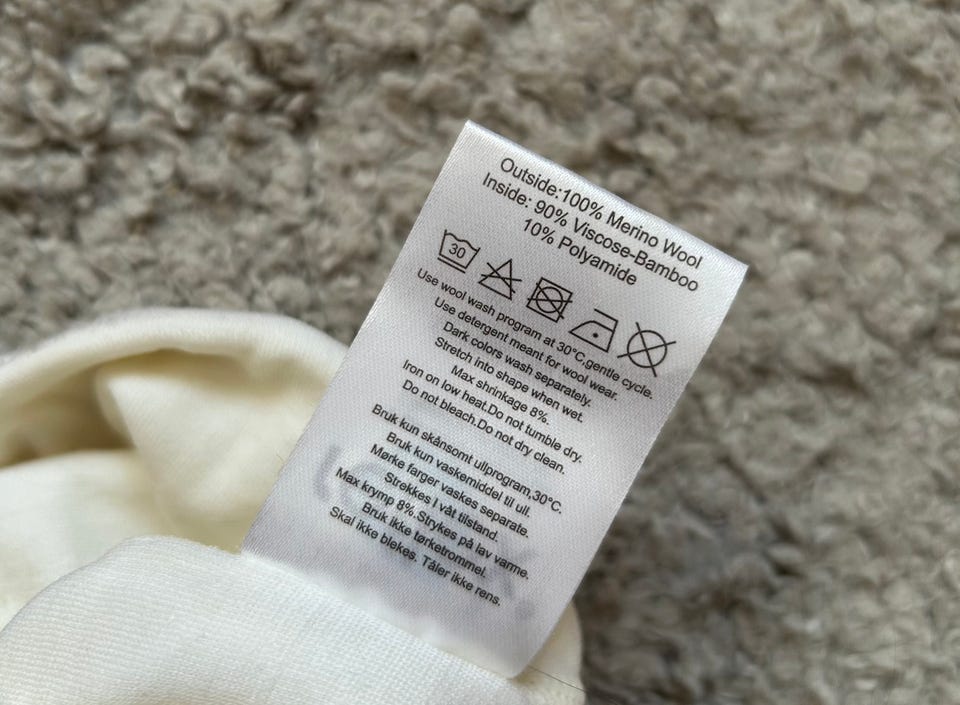 Outside:100% Merino Wool
Inside: 90% Viscose-Bamboo
10% Polyamide
30
Use wool wash program at 30°C,gentle cycle.
Use detergent meant for wool wear.
Dark colors wash separately.
Stretch into shape when wet.
Max shrinkage 8%.
Iron on low heat.Do not tumble dry.
Do not bleach.Do not dry clean.
Bruk kun skånsomt ullprogram,30°C.
Bruk kun vaskemiddel til ull.
Mørke farger vaskes separate.
Strekkes I våt tilstand.
Max krymp 8%.Strykes på lav varme.
Bruk ikke tørketrommel.
Skal ikke blekes. Tåler ikke rens.